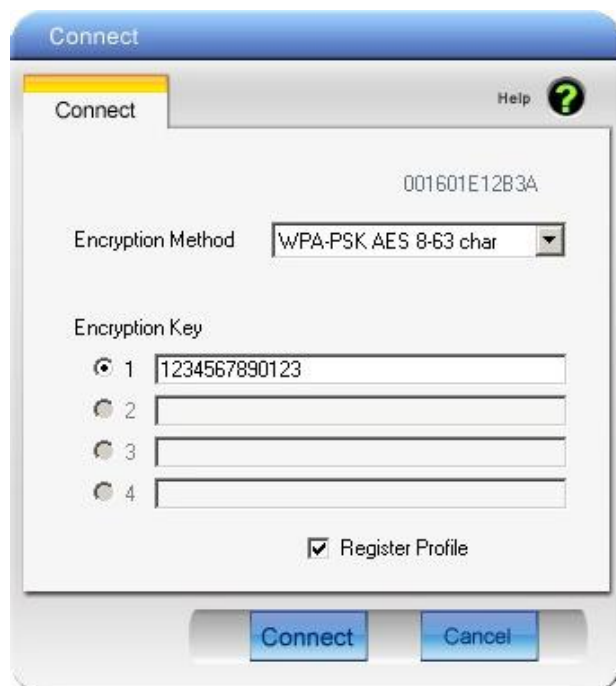 Connect
Connect
Help ?
001601E12B3A
Encryption Method WPA-PSK AES 8-63 char
Encryption Key
1 1234567890123
2
3
4
Register Profile
Connect Cancel